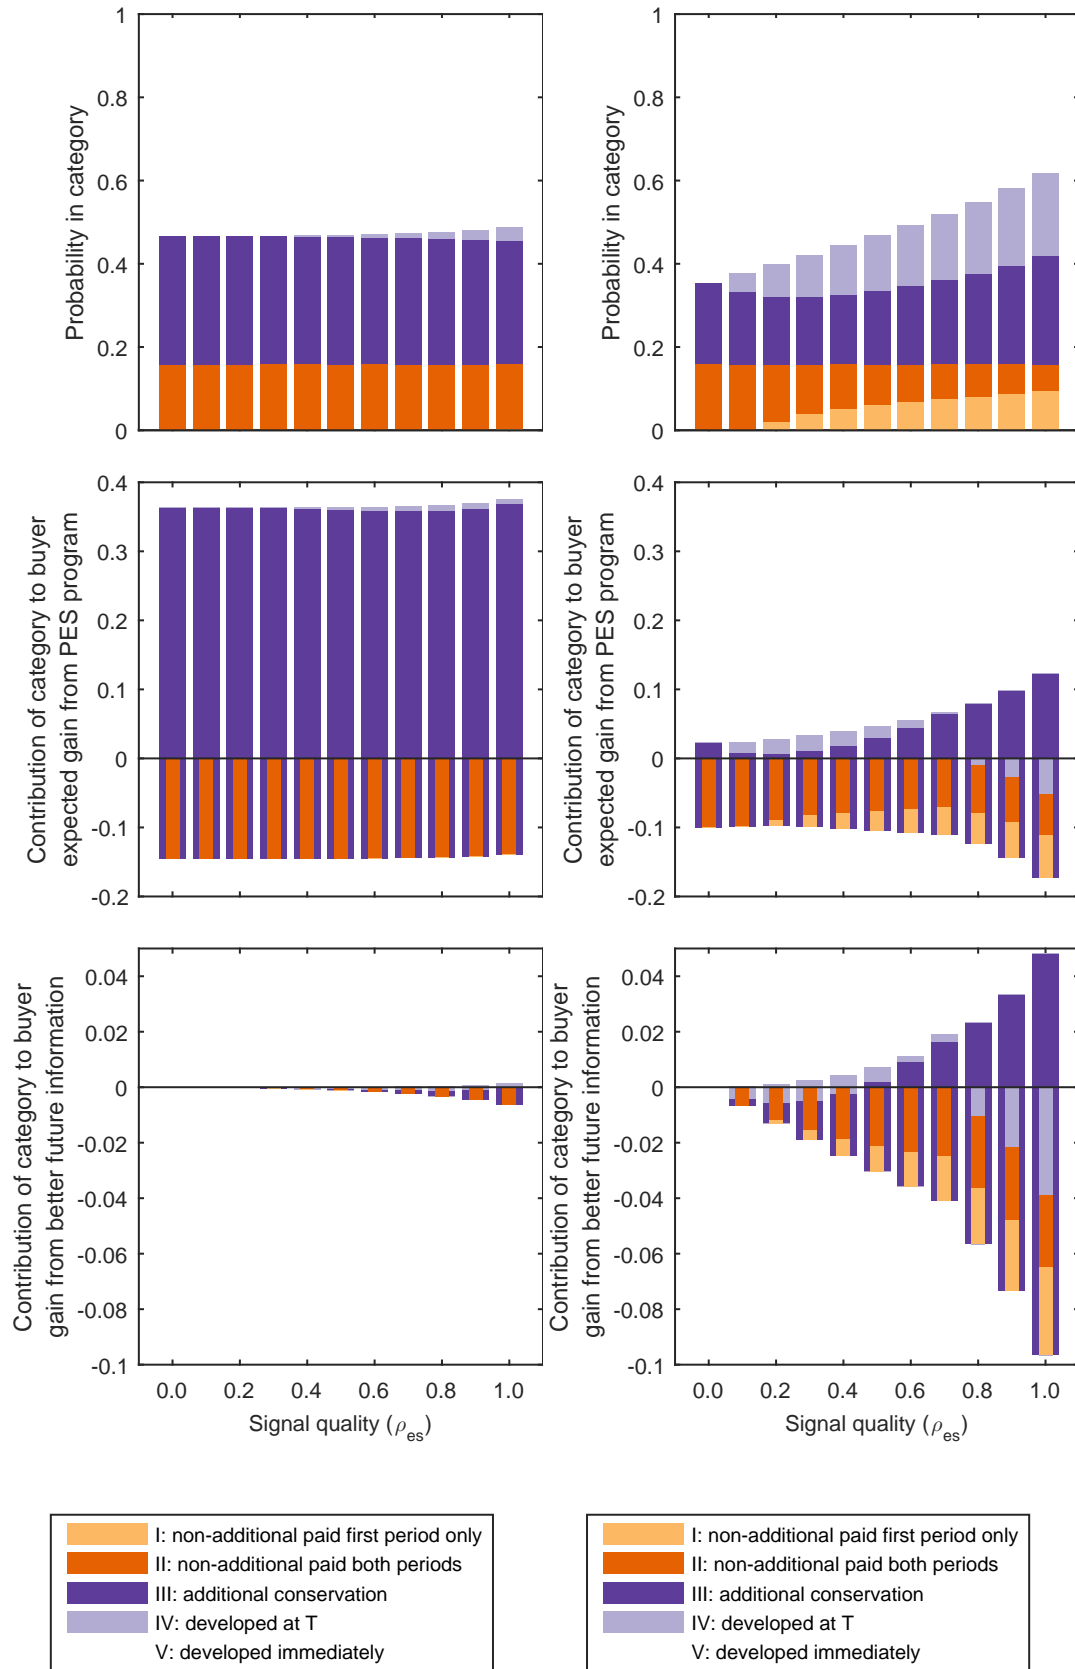 1
0.8
0.6
0.4
0.2
0
Probability in category
1
0.8
0.6
0.4
0.2
0
Probability in category
0.4
0.3
0.2
0.1
0
-0.1
-0.2
Contribution of category to buyer
expected gain from PES program
0.4
0.3
0.2
0.1
0
-0.1
-0.2
Contribution of category to buyer
expected gain from PES program
0.04
0.02
0
-0.02
-0.04
-0.06
-0.08
-0.1
Contribution of category to buyer
gain from better future information
0.0 0.2 0.4 0.6 0.8 1.0
Signal quality (ρes)
0.04
0.02
0
-0.02
-0.04
-0.06
-0.08
-0.1
Contribution of category to buyer
gain from better future information
0.0 0.2 0.4 0.6 0.8 1.0
Signal quality (ρes)
I: non-additional paid first period only
II: non-additional paid both periods
III: additional conservation
IV: developed at T
V: developed immediately
I: non-additional paid first period only
II: non-additional paid both periods
III: additional conservation
IV: developed at T
V: developed immediately